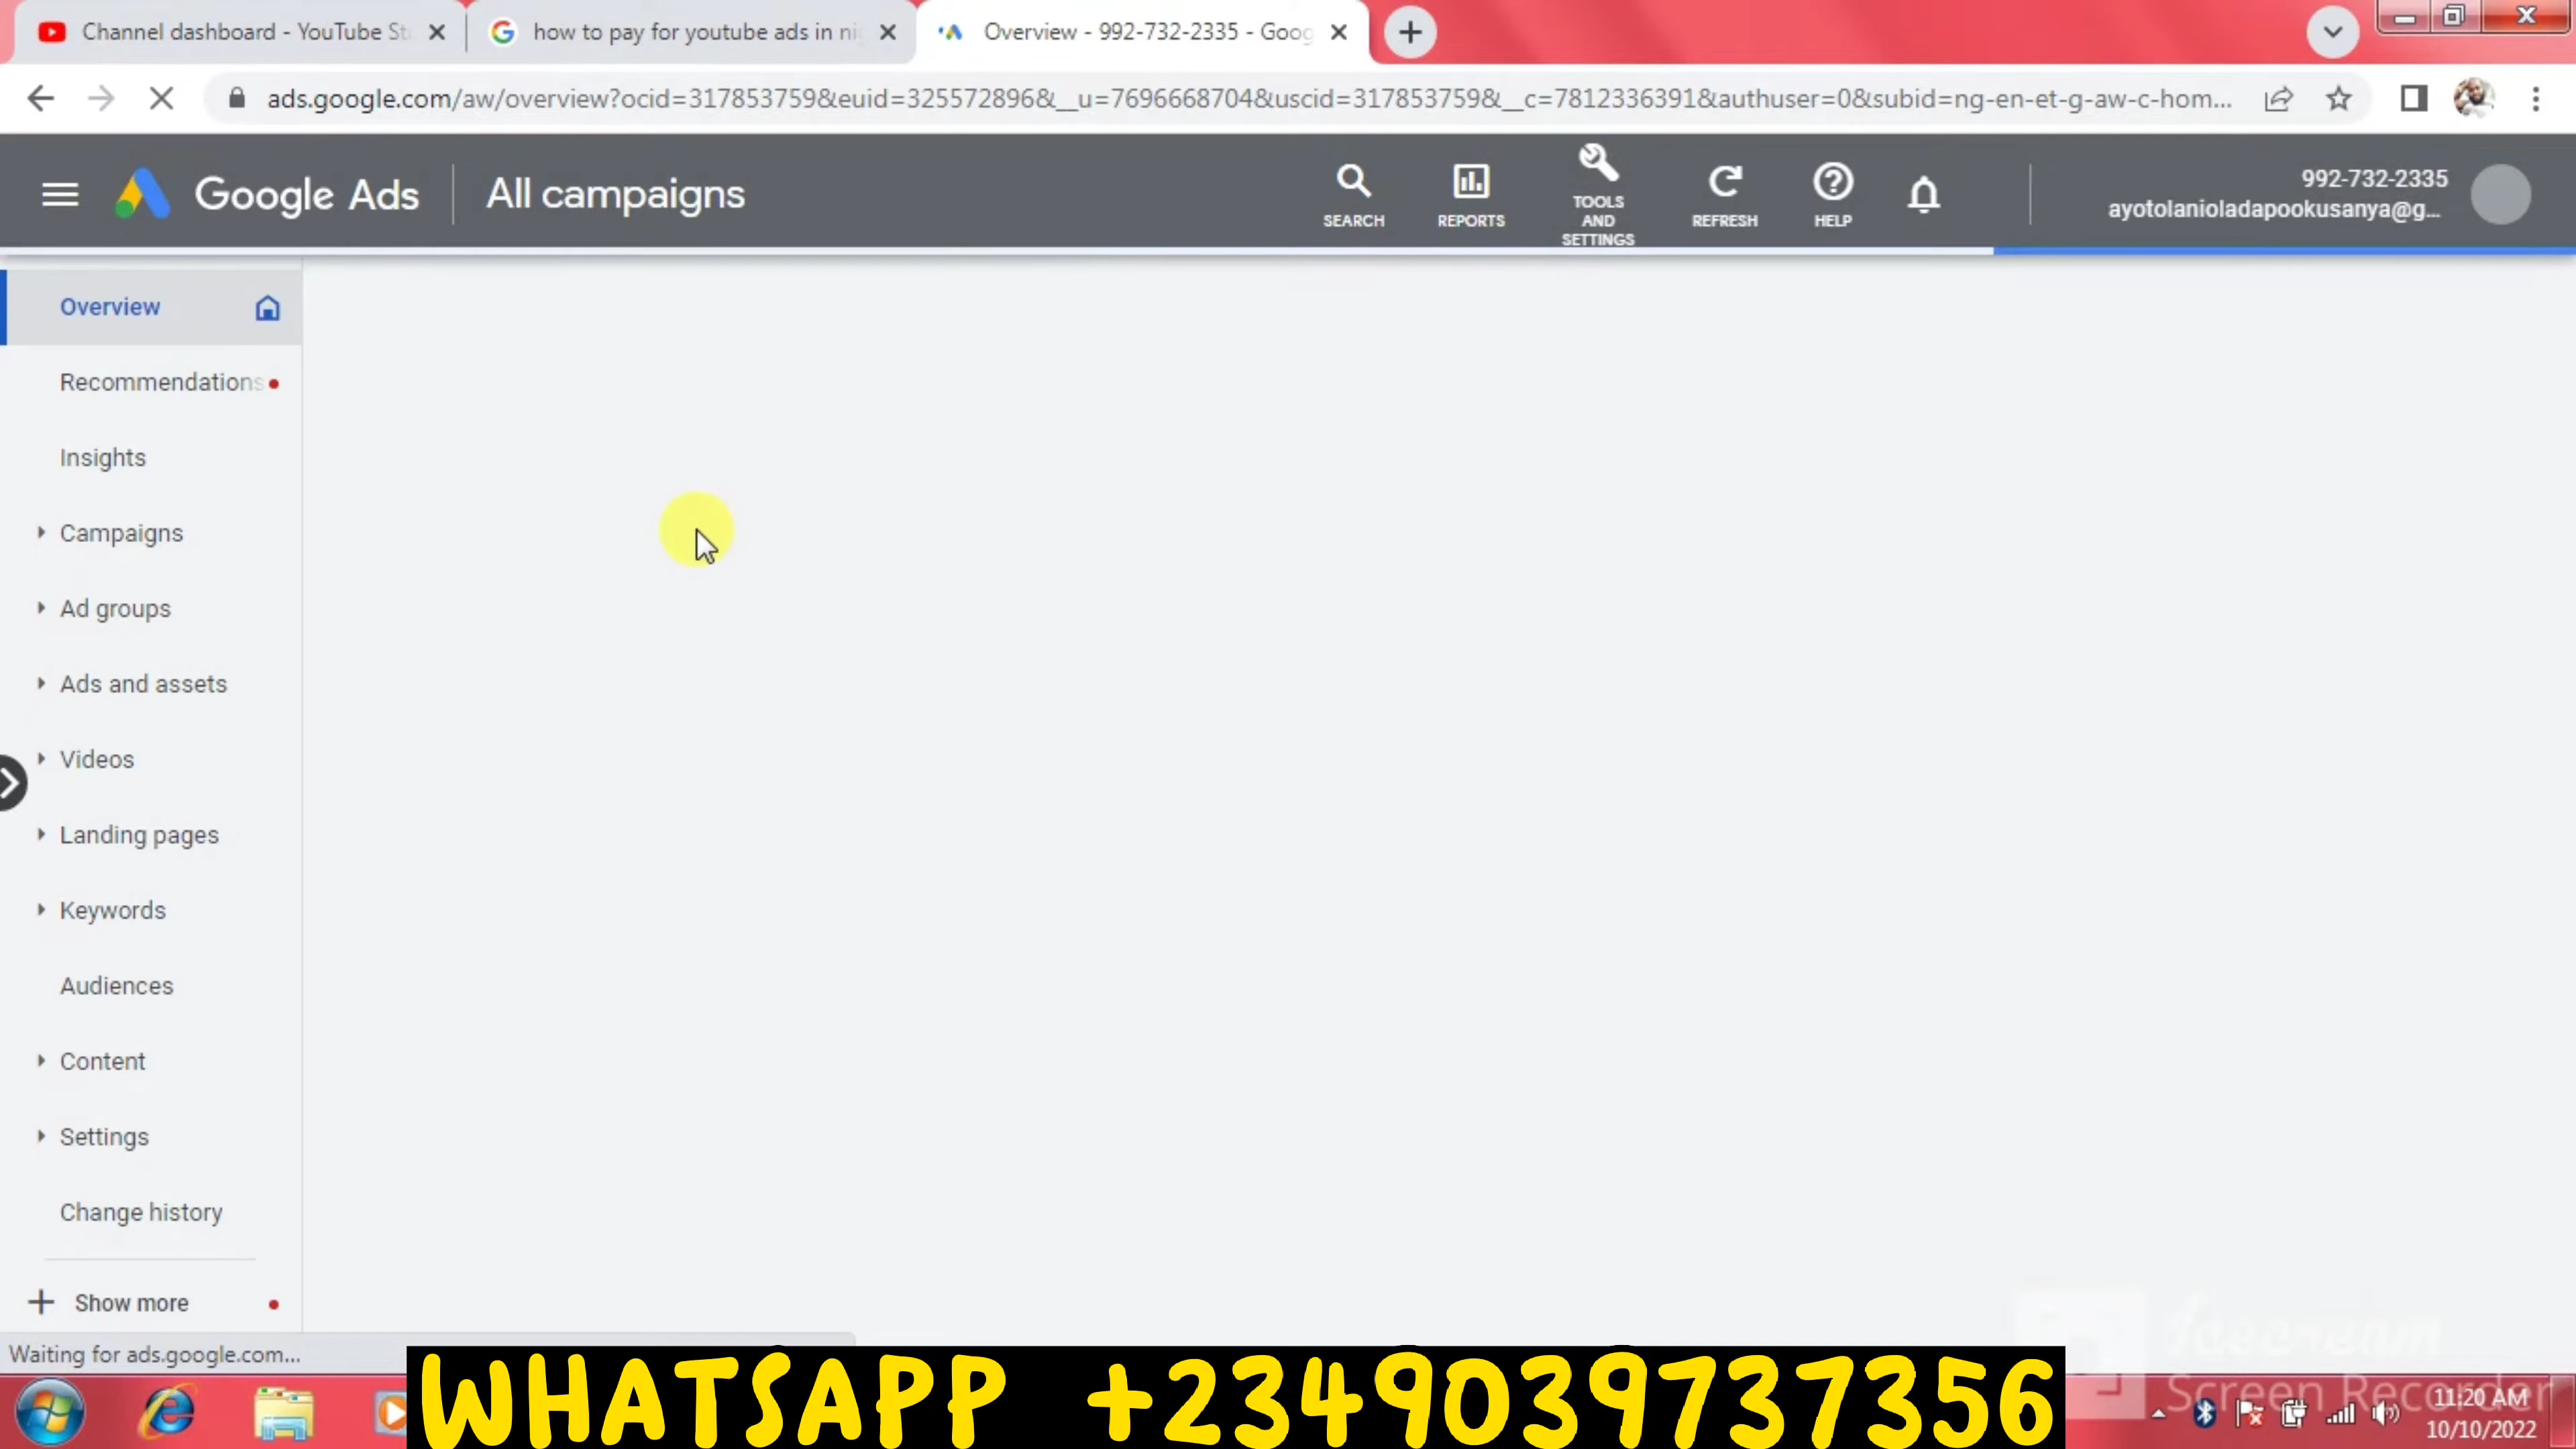 Channel dashboard - YouTube St
how to pay for youtube ads in ni
Overview - 992-732-2335 - Goog
ads.google.com/aw/overview?ocid=317853759&euid=325572896&__u=7696668704&uscid=317853759&__c=7812336391&authuser=0&subid=ng-en-et-g-aw-c-hom...
Google Ads
All campaigns
SEARCH
REPORTS
TOOLS AND SETTINGS
REFRESH
HELP
992-732-2335
ayotolanioladapookusanya@g...
Overview
Recommendations
Insights
Campaigns
Ad groups
Ads and assets
Videos
Landing pages
Keywords
Audiences
Content
Settings
Change history
Show more
Waiting for ads.google.com...
WHATSAPP +2349039737356
Icecream
Screen Recorder
11:20 AM
10/10/2022